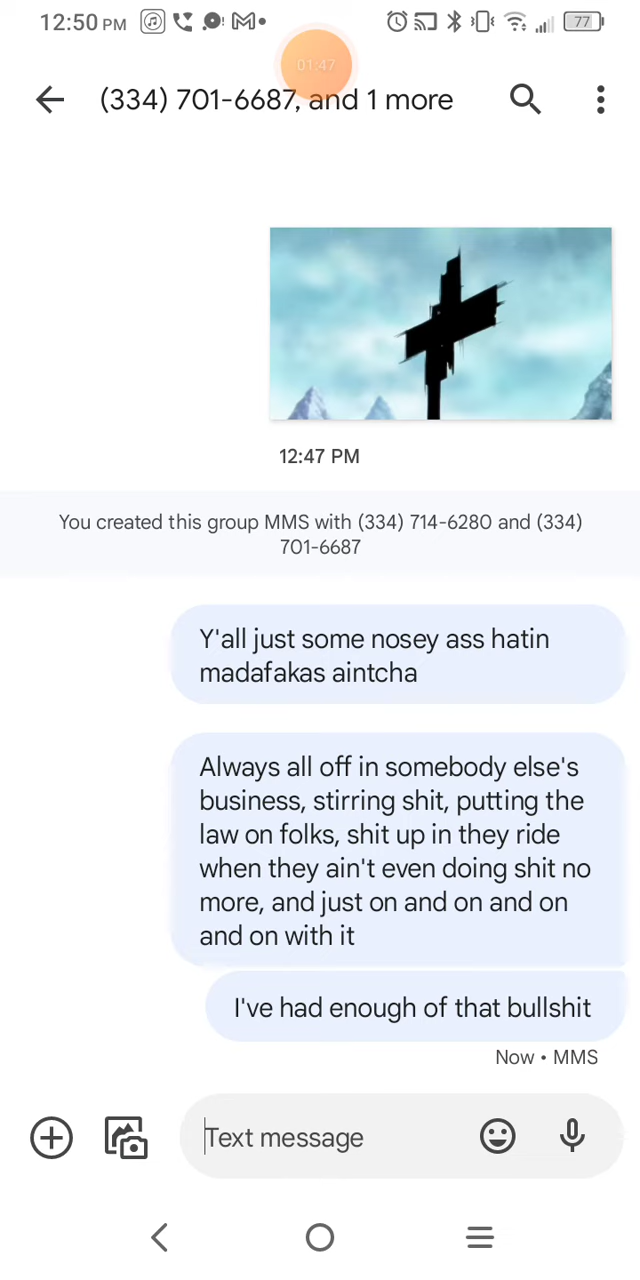 12:50 PM
77
01:47
(334) 701-6687, and 1 more
12:47 PM
You created this group MMS with (334) 714-6280 and (334)
701-6687
Y'all just some nosey ass hatin
madafakas aintcha
Always all off in somebody else's
business, stirring shit, putting the
law on folks, shit up in they ride
when they ain't even doing shit no
more, and just on and on and on
and on with it
I've had enough of that bullshit
Now • MMS
Text message